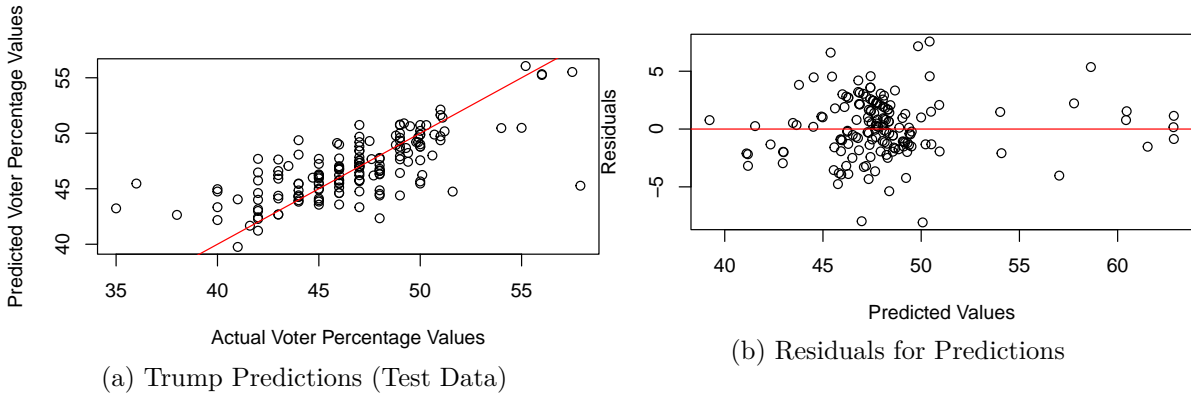 Predicted Voter Percentage Values
55
50
45
40
35 40 45 50 55
Actual Voter Percentage Values
(a) Trump Predictions (Test Data)
Residuals
5
0
−5
40 45 50 55 60
Predicted Values
(b) Residuals for Predictions